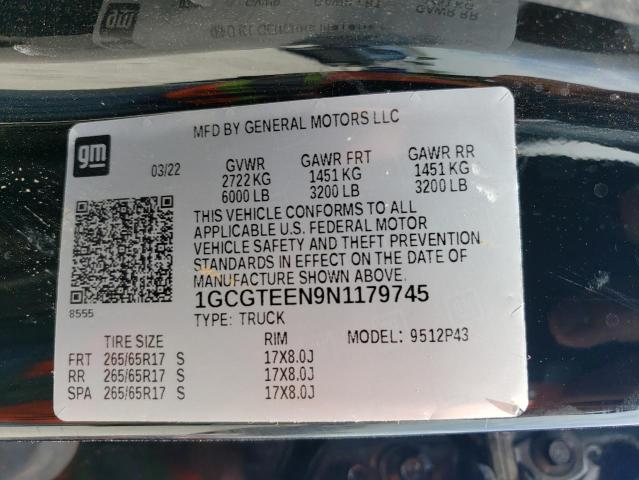 MFD BY GENERAL MOTORS LLC
gm
03/22
GVWR GAWR FRT GAWR RR
2722 KG 1451 KG 1451 KG
6000 LB 3200 LB 3200 LB
THIS VEHICLE CONFORMS TO ALL
APPLICABLE U.S. FEDERAL MOTOR
VEHICLE SAFETY AND THEFT PREVENTION
STANDARDS IN EFFECT ON THE DATE OF
MANUFACTURE SHOWN ABOVE.
1GCGTEEN9N1179745
8555
TYPE: TRUCK
TIRE SIZE RIM MODEL: 9512P43
FRT 265/65R17 S 17X8.0J
RR 265/65R17 S 17X8.0J
SPA 265/65R17 S 17X8.0J